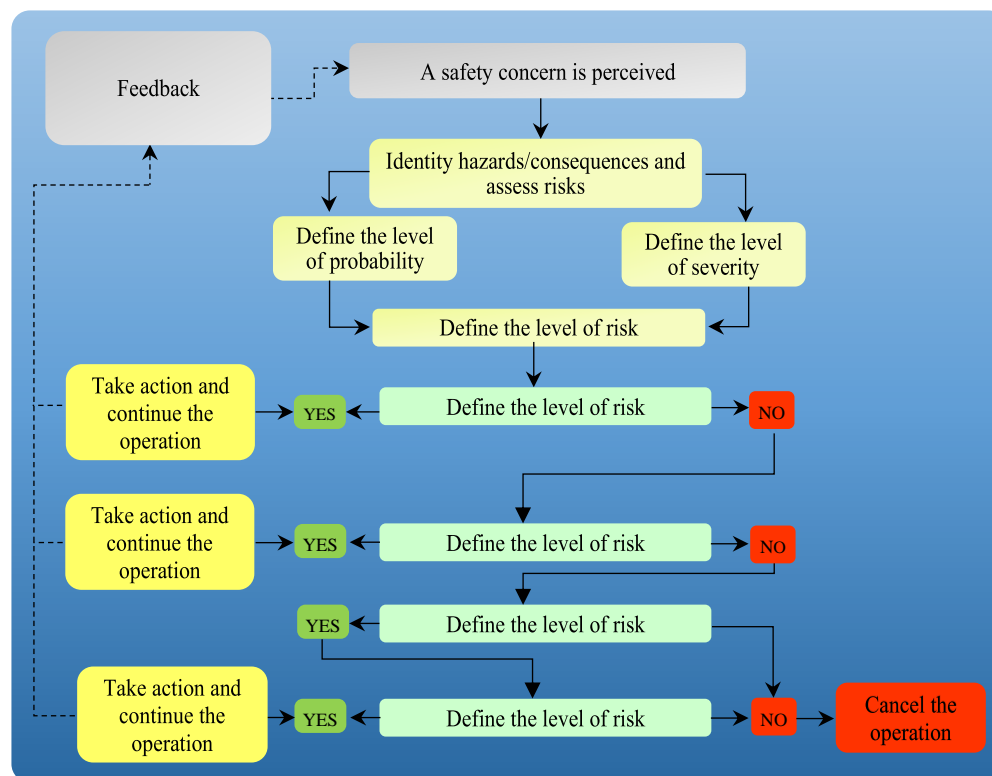 Feedback
A safety concern is perceived
Identity hazards/consequences and
assess risks
Define the level
of probability
Define the level
of severity
Define the level of risk
Take action and
continue the
operation
YES
Define the level of risk
NO
Take action and
continue the
operation
YES
Define the level of risk
NO
YES
Define the level of risk
Take action and
continue the
operation
YES
Define the level of risk
NO
Cancel the
operation